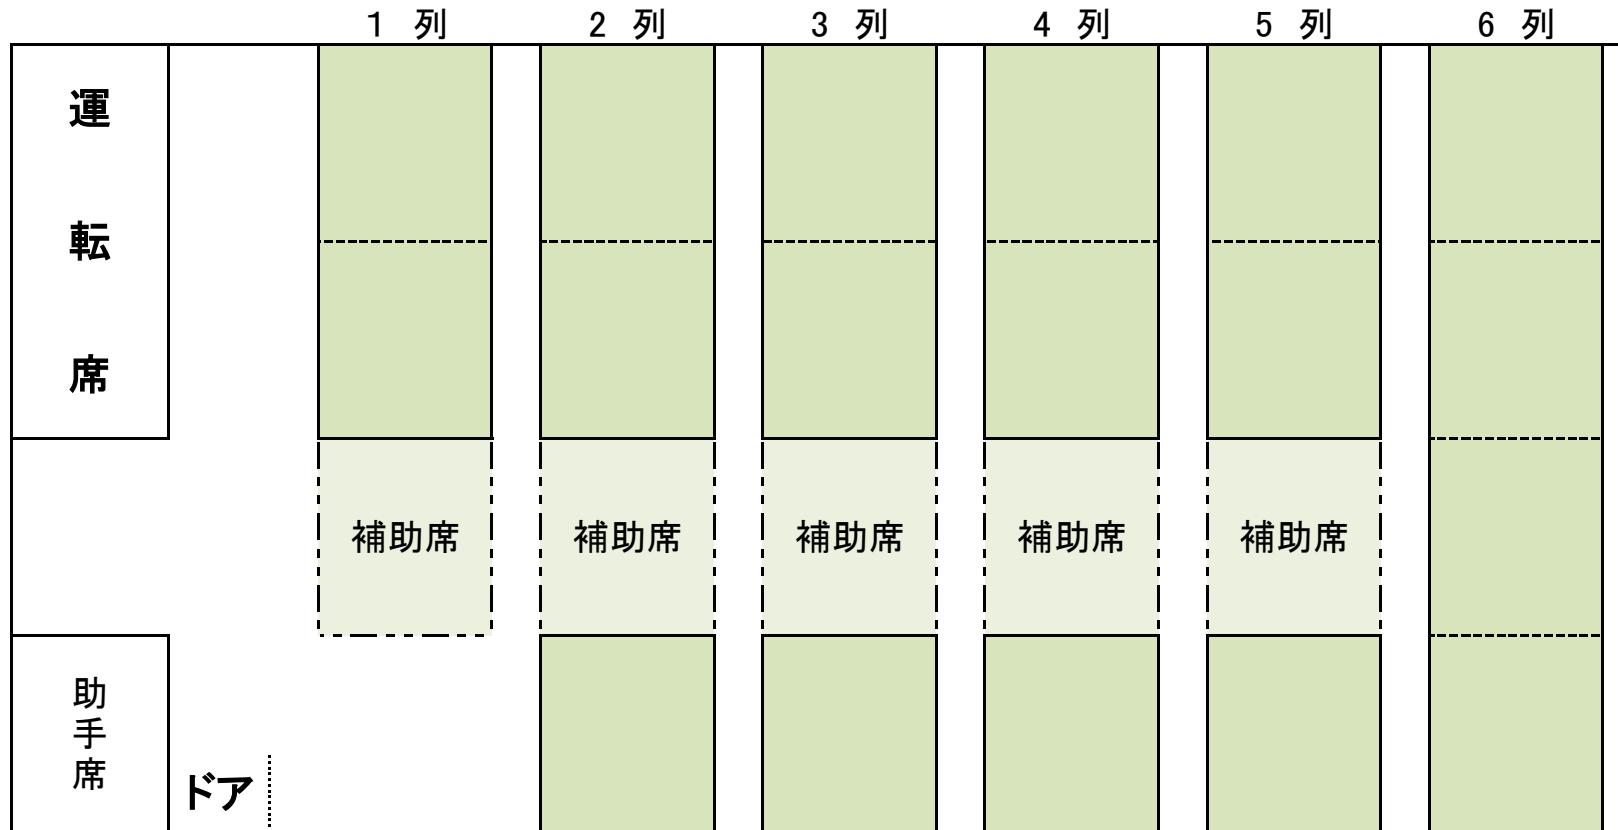 １ 列
２ 列
３ 列
４ 列
５ 列
６ 列
運転席
補助席
補助席
補助席
補助席
補助席
助手席
ドア